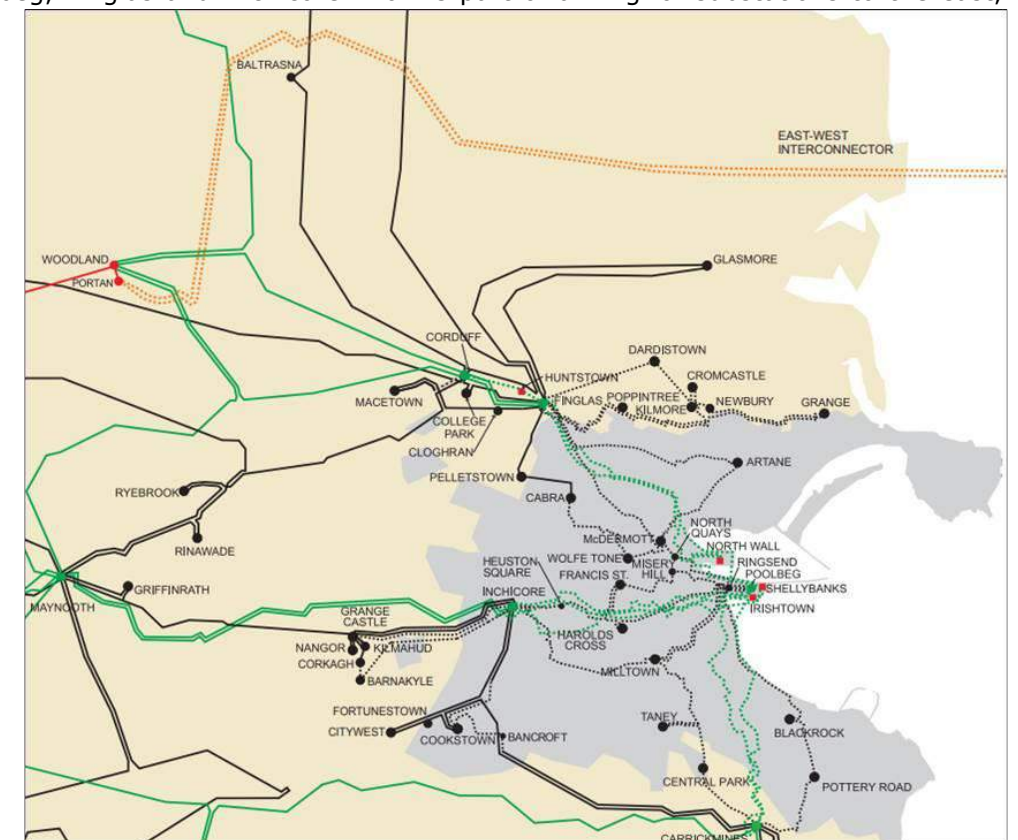 BALTRASNA
EAST-WEST
INTERCONNECTOR
WOODLAND
PORTAN
GLASMORE
CORDUFF
DARDISTOWN
HUNTSTOWN
CROMCASTLE
MACETOWN
FINGLAS
POPPINTREE
KILMORE
NEWBURY
GRANGE
COLLEGE
PARK
CLOGHRAN
ARTANE
PELLETSTOWN
RYEBROOK
CABRA
NORTH
QUAYS
McDERMOTT
NORTH WALL
RINAWADE
HEUSTON
SQUARE
WOLFE TONE
MISERY
HILL
RINGSEND
FRANCIS ST.
POOLBEG
GRIFFINRATH
INCHICORE
SHELLYBANKS
MAYNOOTH
GRANGE
CASTLE
IRISHTOWN
HAROLDS
CROSS
NANGOR
KILMAHUD
CORKAGH
MILLTOWN
BARNAKYLE
FORTUNESTOWN
TANEY
CITYWEST
COOKSTOWN
BANCROFT
BLACKROCK
CENTRAL PARK
POTTERY ROAD
CARRICKMINES